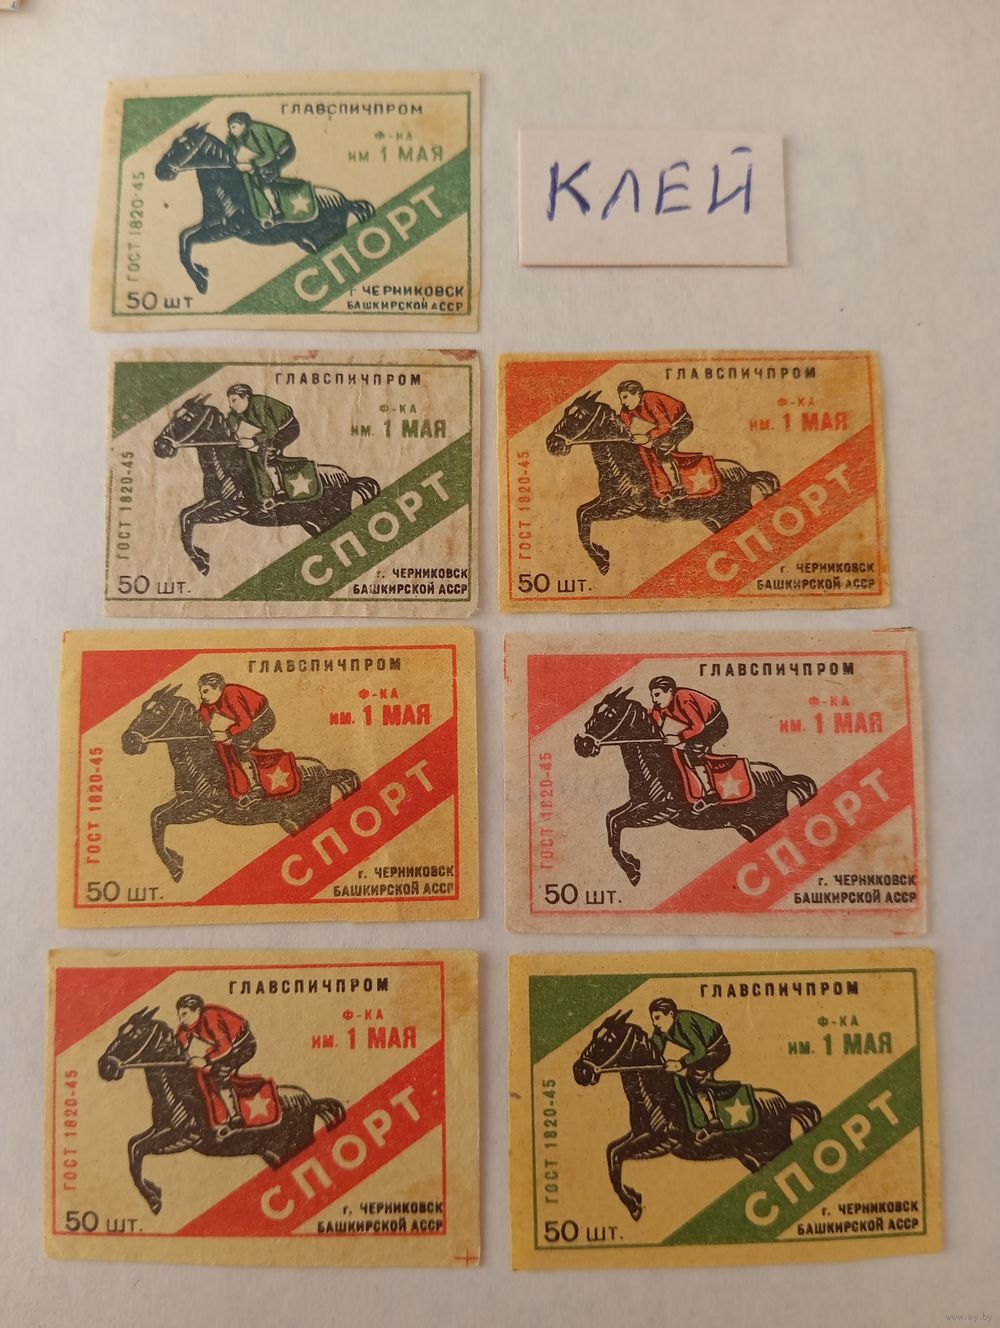 ГЛАВСПИЧПРОМ
Ф-КА
им. 1 МАЯ
ГОСТ 1820-45
СПОРТ
50 шт
г ЧЕРНИКОВСК
БАШКИРСКОЙ АССР
КЛЕЙ
ГЛАВСПИЧПРОМ
Ф-КА
им. 1 МАЯ
ГОСТ 1820-45
СПОРТ
50 шт.
г. ЧЕРНИКОВСК
БАШКИРСКОЙ АССР
ГЛАВСПИЧПРОМ
Ф-КА
им. 1 МАЯ
ГОСТ 1820-45
СПОРТ
50 шт.
г. ЧЕРНИКОВСК
БАШКИРСКОЙ АССР
ГЛАВСПИЧПРОМ
Ф-КА
им. 1 МАЯ
ГОСТ 1820-45
СПОРТ
50 шт.
г. ЧЕРНИКОВСК
БАШКИРСКОЙ АССР
ГЛАВСПИЧПРОМ
Ф-КА
им. 1 МАЯ
ГОСТ 1820-45
СПОРТ
50 шт.
г. ЧЕРНИКОВСК
БАШКИРСКОЙ АССР
ГЛАВСПИЧПРОМ
Ф-КА
им. 1 МАЯ
ГОСТ 1820-45
СПОРТ
50 шт.
г. ЧЕРНИКОВСК
БАШКИРСКОЙ АССР
ГЛАВСПИЧПРОМ
Ф-КА
им. 1 МАЯ
ГОСТ 1820-45
СПОРТ
50 шт.
г. ЧЕРНИКОВСК
БАШКИРСКОЙ АССР
www.ay.by